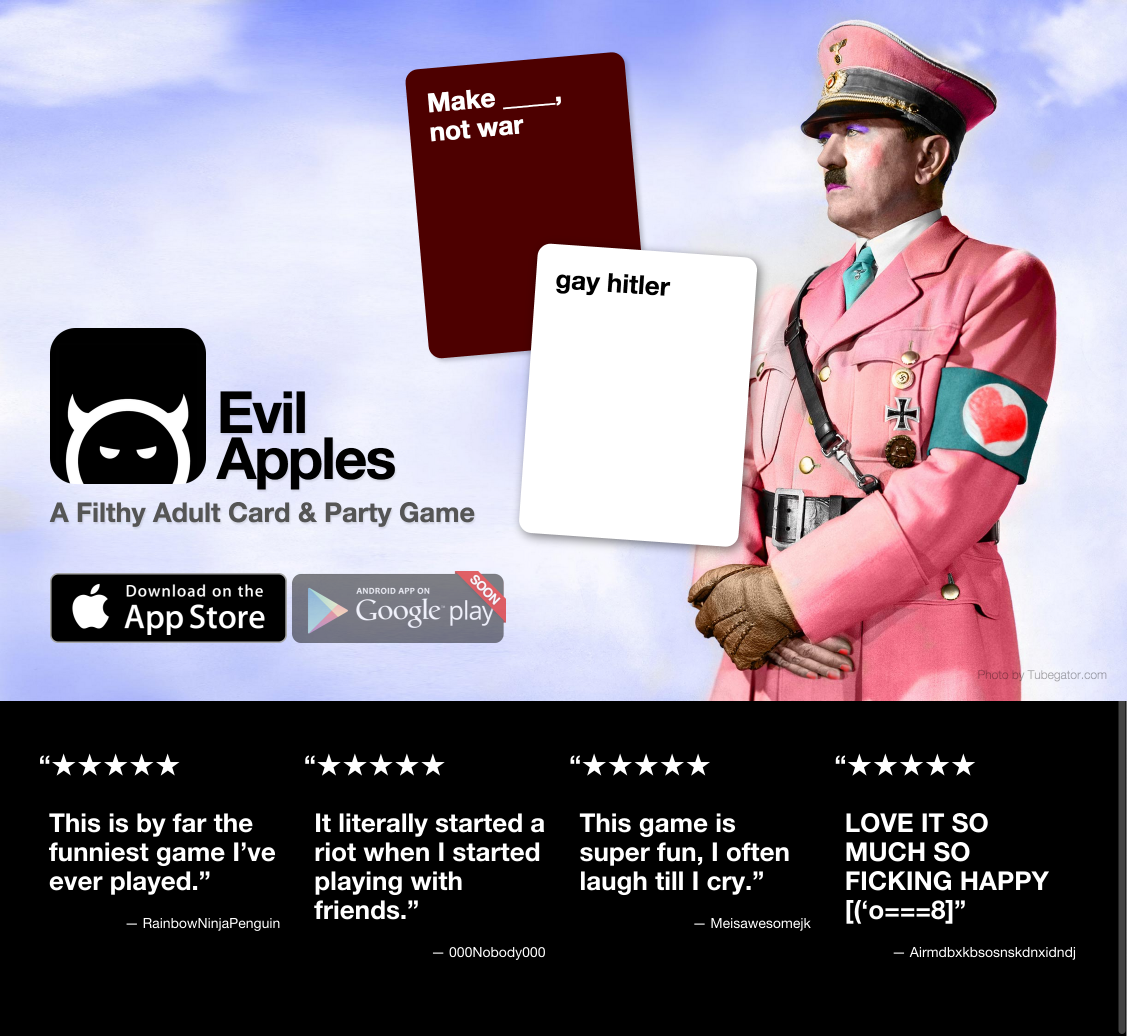 Make ____,
not war
gay hitler
Evil
Apples
A Filthy Adult Card & Party Game
Download on the
App Store
ANDROID APP ON
Google play
SOON
Photo by Tubegator.com
“★★★★★
This is by far the
funniest game I’ve
ever played.”
— RainbowNinjaPenguin
“★★★★★
It literally started a
riot when I started
playing with
friends.”
— 000Nobody000
“★★★★★
This game is
super fun, I often
laugh till I cry.”
— Meisawesomejk
“★★★★★
LOVE IT SO
MUCH SO
FICKING HAPPY
[(‘o===8]”
— Airmdbxkbsosnskdnxidndj